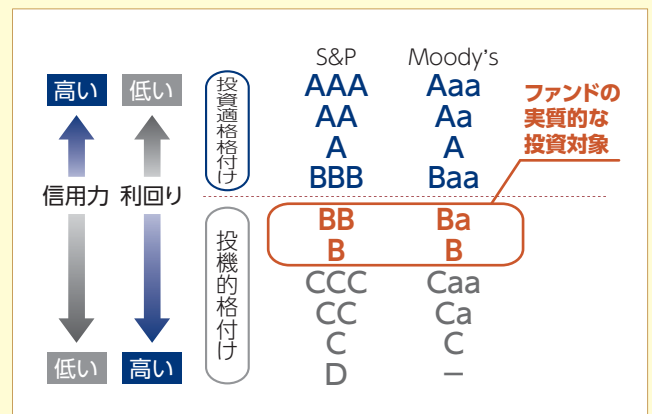 S&P Moody's
高い 低い
信用力 利回り
低い 高い
投資適格格付け
AAA Aaa
AA Aa
A A
BBB Baa
ファンドの
実質的な
投資対象
投機的格付け
BB Ba
B B
CCC Caa
CC Ca
C C
D －